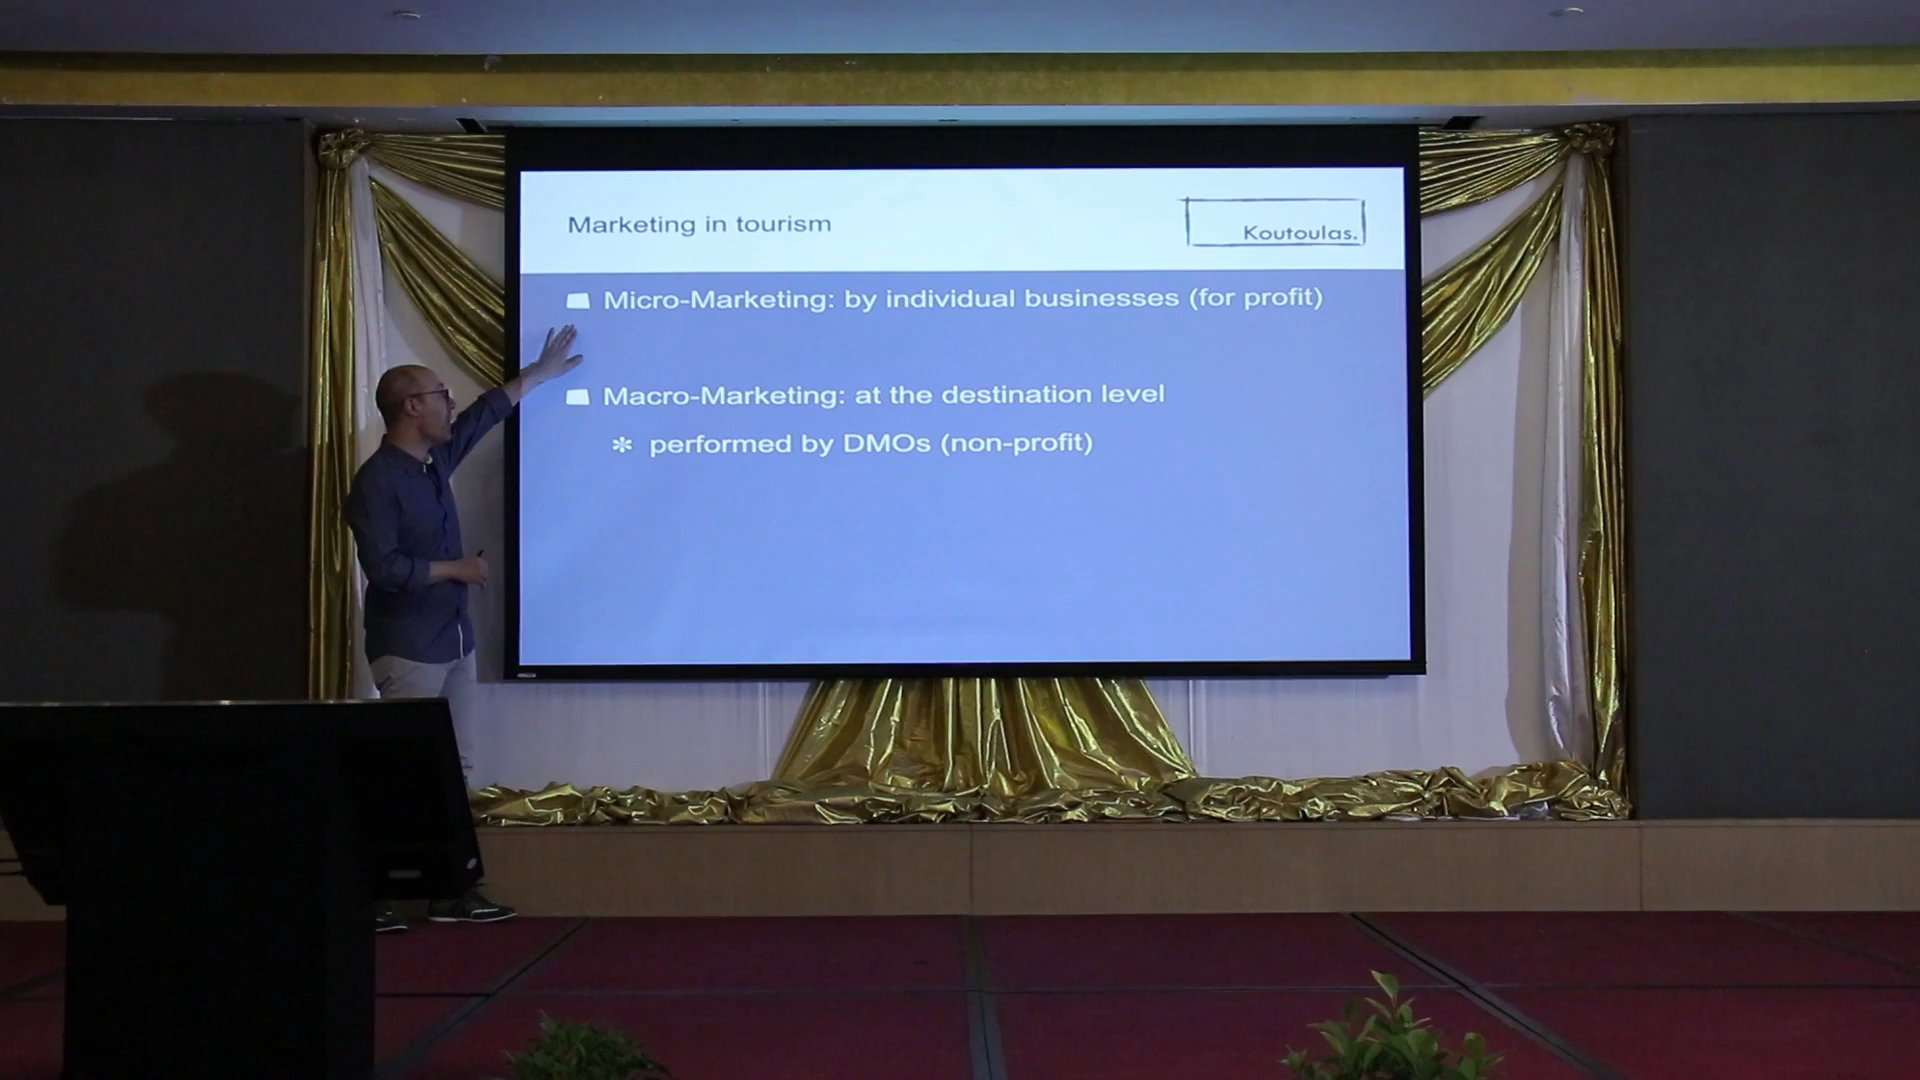 Marketing in tourism
Koutoulas.
Micro-Marketing: by individual businesses (for profit)
Macro-Marketing: at the destination level
* performed by DMOs (non-profit)